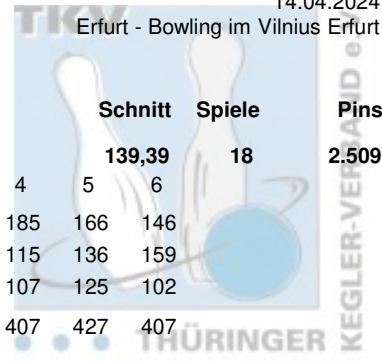 14.04.2024
TKV
Erfurt - Bowling im Vilnius Erfurt
Schnitt Spiele Pins
139,39 18 2.509
4 5 6
185 166 146
115 136 159
107 125 102
407 427 407
THÜRINGER
KEGLER-VERBAND e.V.